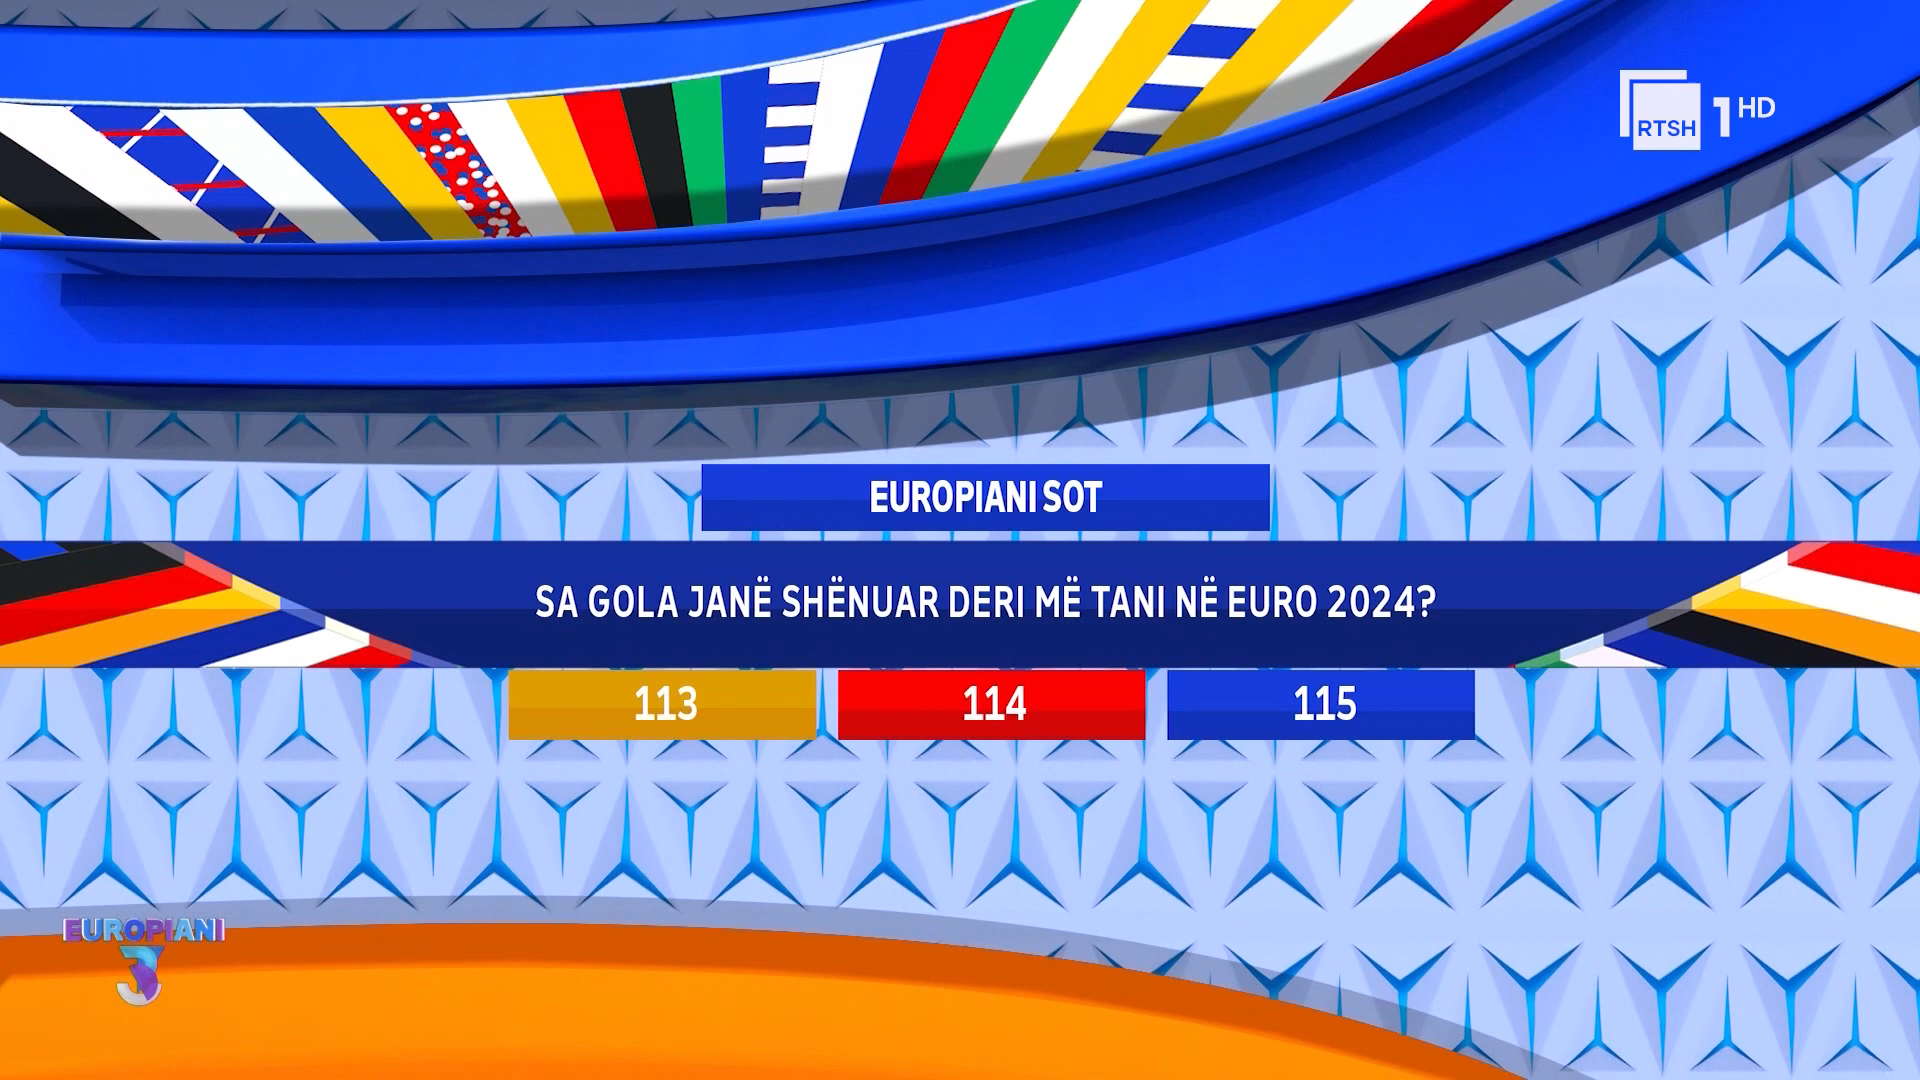 RTSH 1 HD
EUROPIANI SOT
SA GOLA JANË SHËNUAR DERI MË TANI NË EURO 2024?
113
114
115
EUROPIANI
3